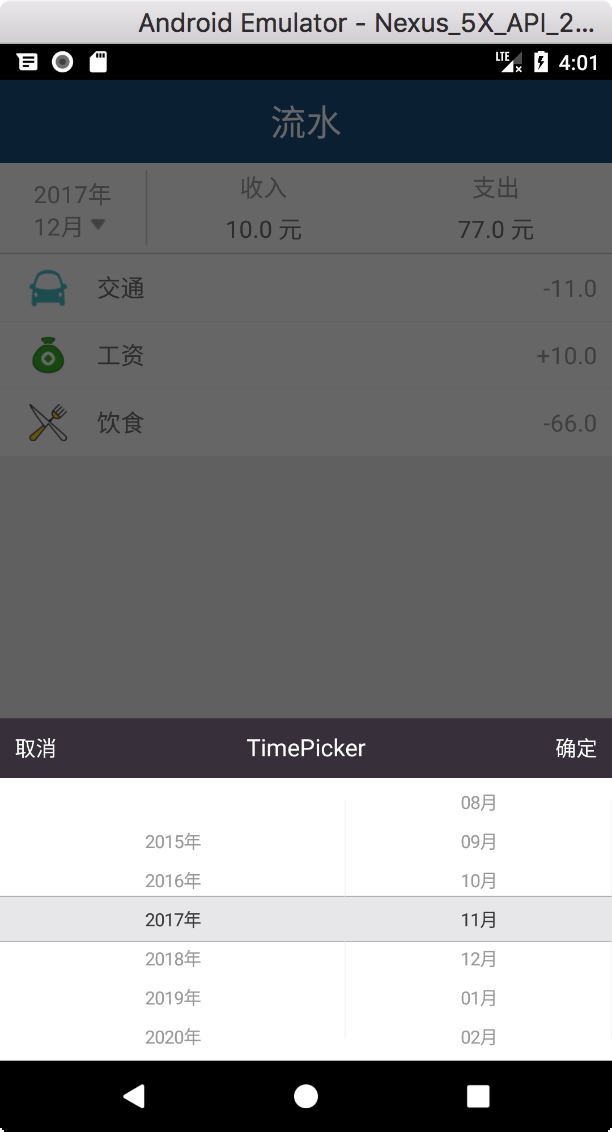 Android Emulator - Nexus_5X_API_2...
LTE 4:01
流水
2017年
12月
收入
支出
10.0 元
77.0 元
交通 -11.0
工资 +10.0
饮食 -66.0
取消 TimePicker 确定
08月
2015年 09月
2016年 10月
2017年 11月
2018年 12月
2019年 01月
2020年 02月